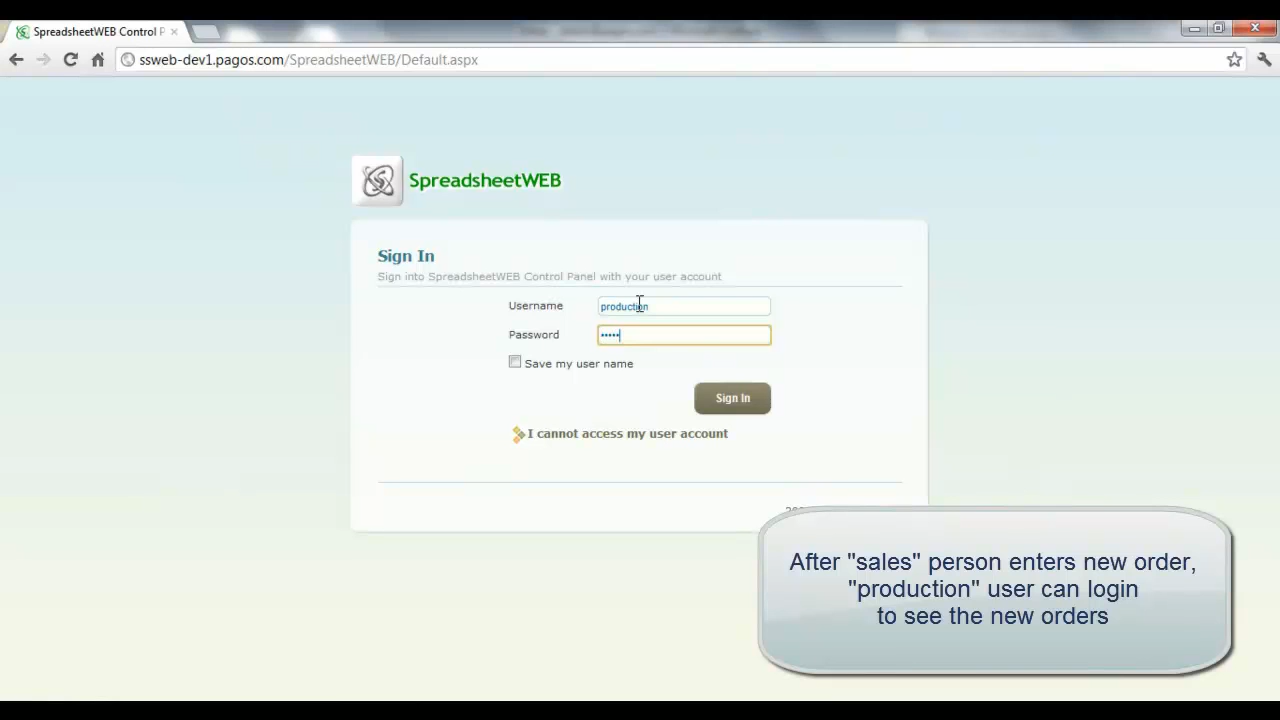 SpreadsheetWEB Control P
ssweb-dev1.pagos.com/SpreadsheetWEB/Default.aspx
SpreadsheetWEB
Sign In
Sign into SpreadsheetWEB Control Panel with your user account
Username production
Password •••••
Save my user name
Sign In
I cannot access my user account
After "sales" person enters new order,
"production" user can login
to see the new orders